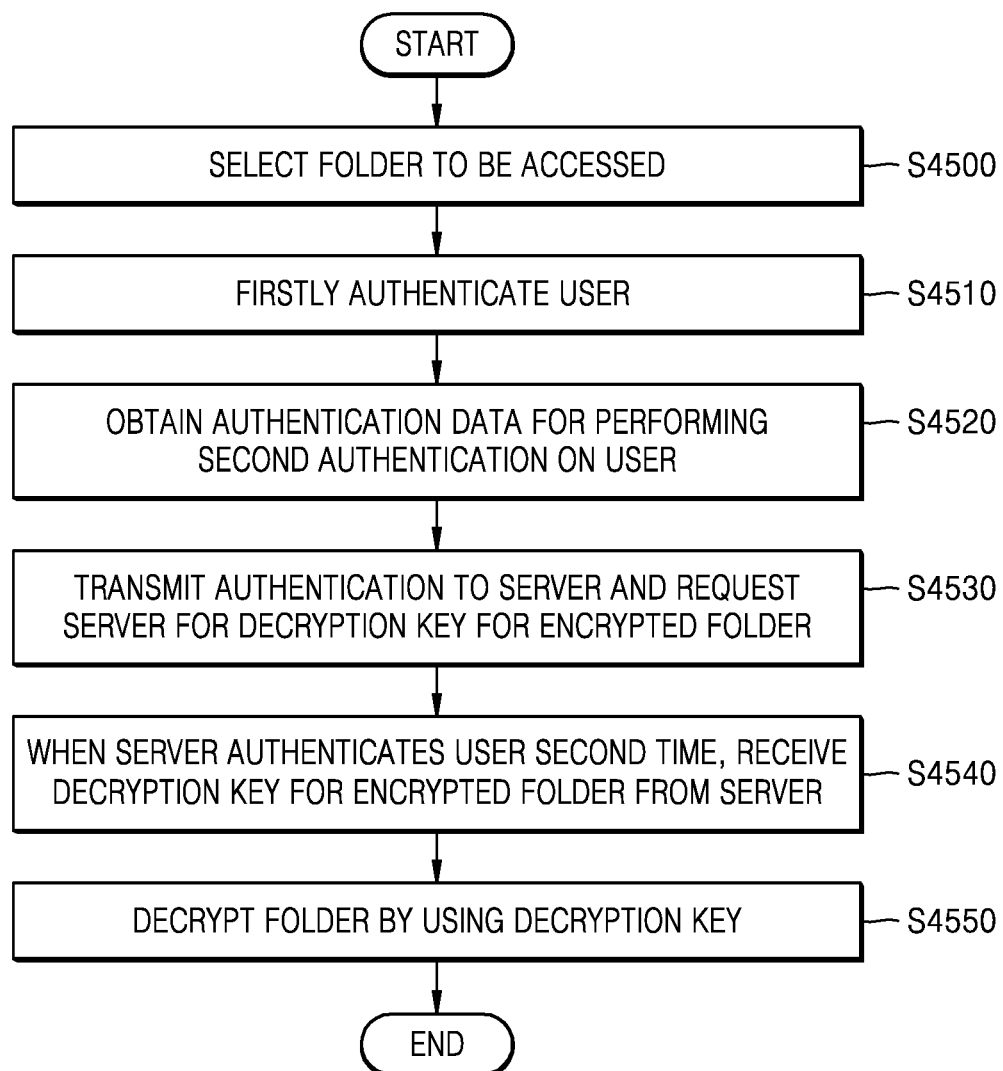 START
SELECT FOLDER TO BE ACCESSED
S4500
FIRSTLY AUTHENTICATE USER
S4510
OBTAIN AUTHENTICATION DATA FOR PERFORMING
SECOND AUTHENTICATION ON USER
S4520
TRANSMIT AUTHENTICATION TO SERVER AND REQUEST
SERVER FOR DECRYPTION KEY FOR ENCRYPTED FOLDER
S4530
WHEN SERVER AUTHENTICATES USER SECOND TIME, RECEIVE
DECRYPTION KEY FOR ENCRYPTED FOLDER FROM SERVER
S4540
DECRYPT FOLDER BY USING DECRYPTION KEY
S4550
END